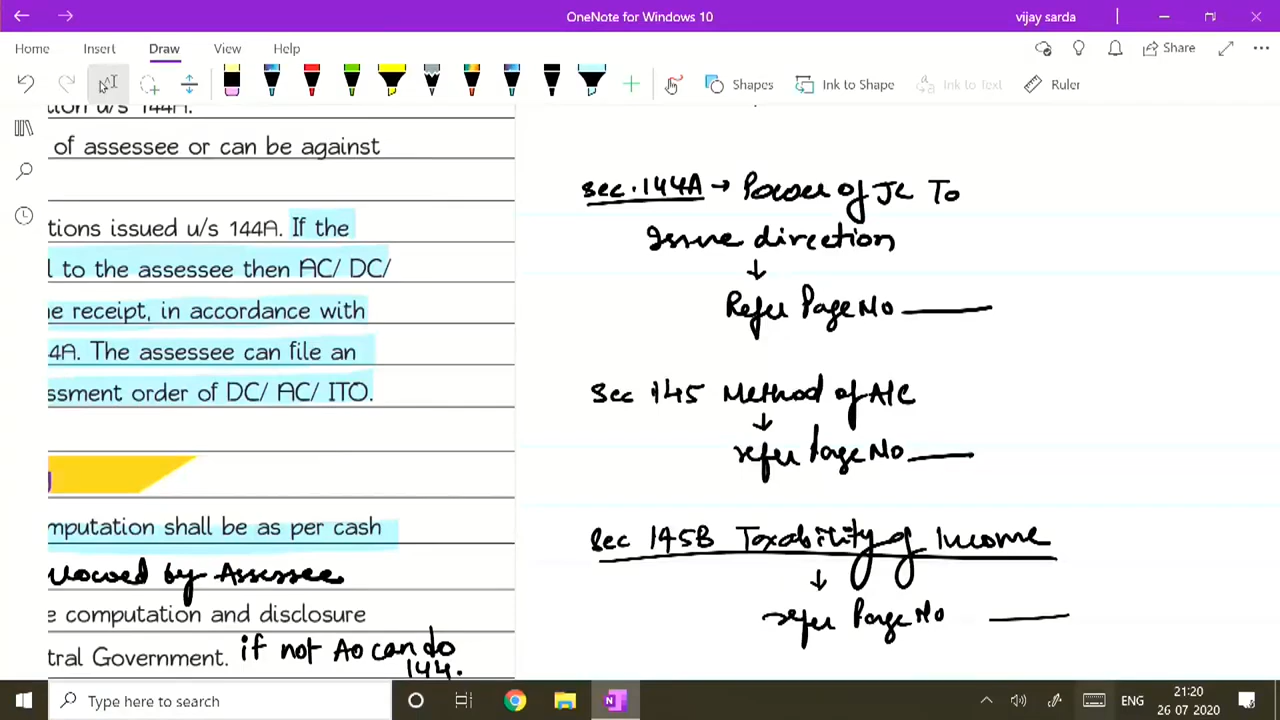 OneNote for Windows 10
vijay sarda
Home Insert Draw View Help
Share
Shapes
Ink to Shape
Ink to Text
Ruler
tion u/s 144A.
of assessee or can be against
tions issued u/s 144A. If the
l to the assessee then AC/ DC/
e receipt, in accordance with
4A. The assessee can file an
ssment order of DC/ AC/ ITO.
mputation shall be as per cash
llowed by Assessee
e computation and disclosure
tral Government. if not AO can do
144.
Sec. 144A → Power of JC To
Issue direction
↓
Refer Page No ____
Sec 145 Method of A/C
↓
refer Page No ____
Sec 145B Taxability of Income
↓
refer Page No ____
Type here to search
ENG
21:20
26-07-2020